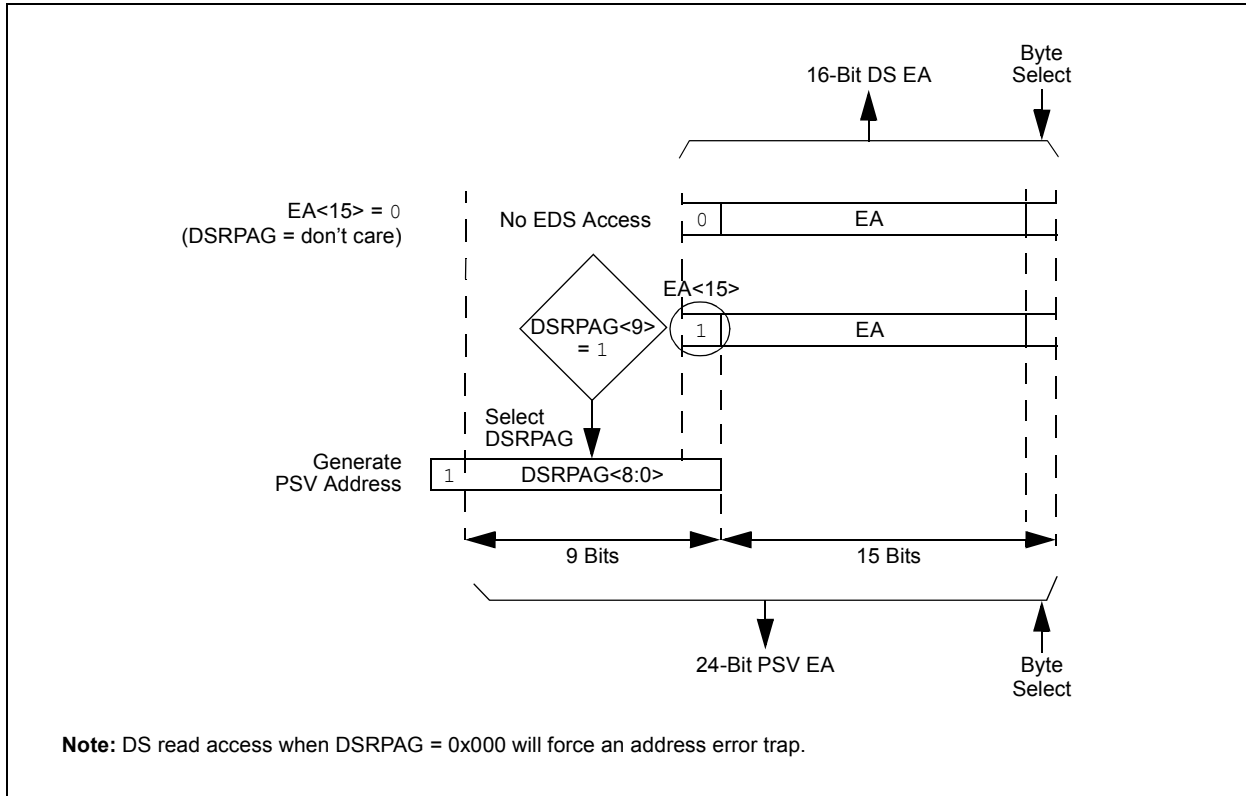 16-Bit DS EA
Byte
Select
EA<15> = 0
(DSRPAG = don't care)
No EDS Access
0
EA
EA<15>
DSRPAG<9>
= 1
1
EA
Select
DSRPAG
Generate
PSV Address
1
DSRPAG<8:0>
9 Bits
15 Bits
24-Bit PSV EA
Byte
Select
Note: DS read access when DSRPAG = 0x000 will force an address error trap.